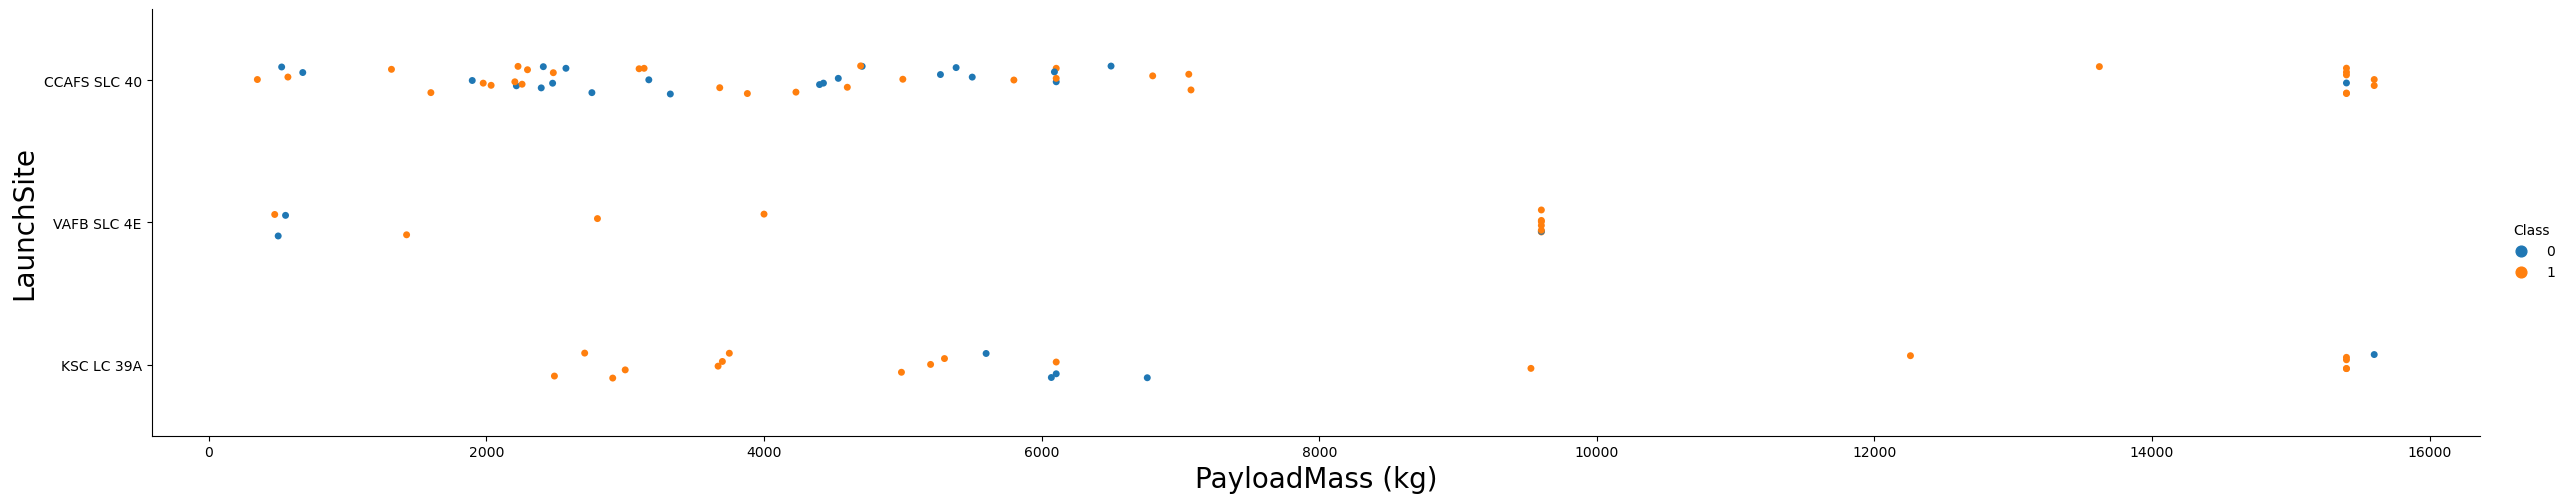 LaunchSite
CCAFS SLC 40
VAFB SLC 4E
KSC LC 39A
0 2000 4000 6000 8000 10000 12000 14000 16000
PayloadMass (kg)
Class
0
1